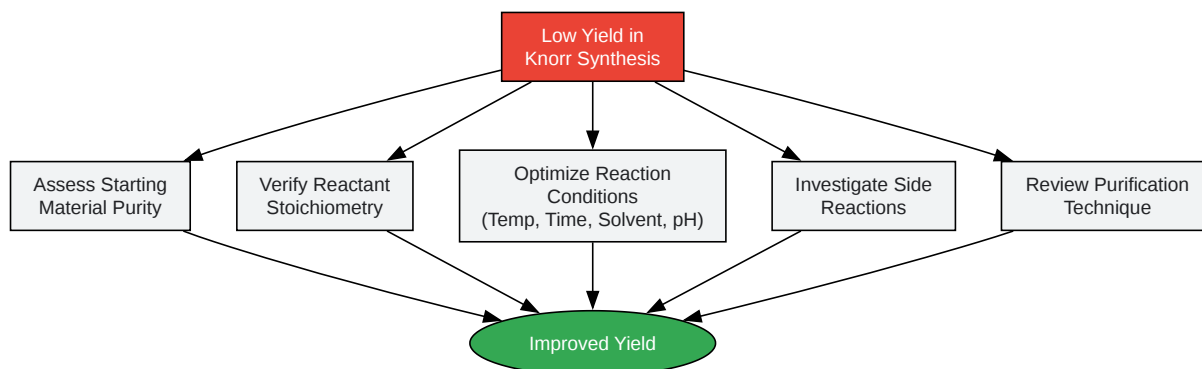 Low Yield in
Knorr Synthesis
Assess Starting
Material Purity
Verify Reactant
Stoichiometry
Optimize Reaction
Conditions
(Temp, Time, Solvent, pH)
Investigate Side
Reactions
Review Purification
Technique
Improved Yield